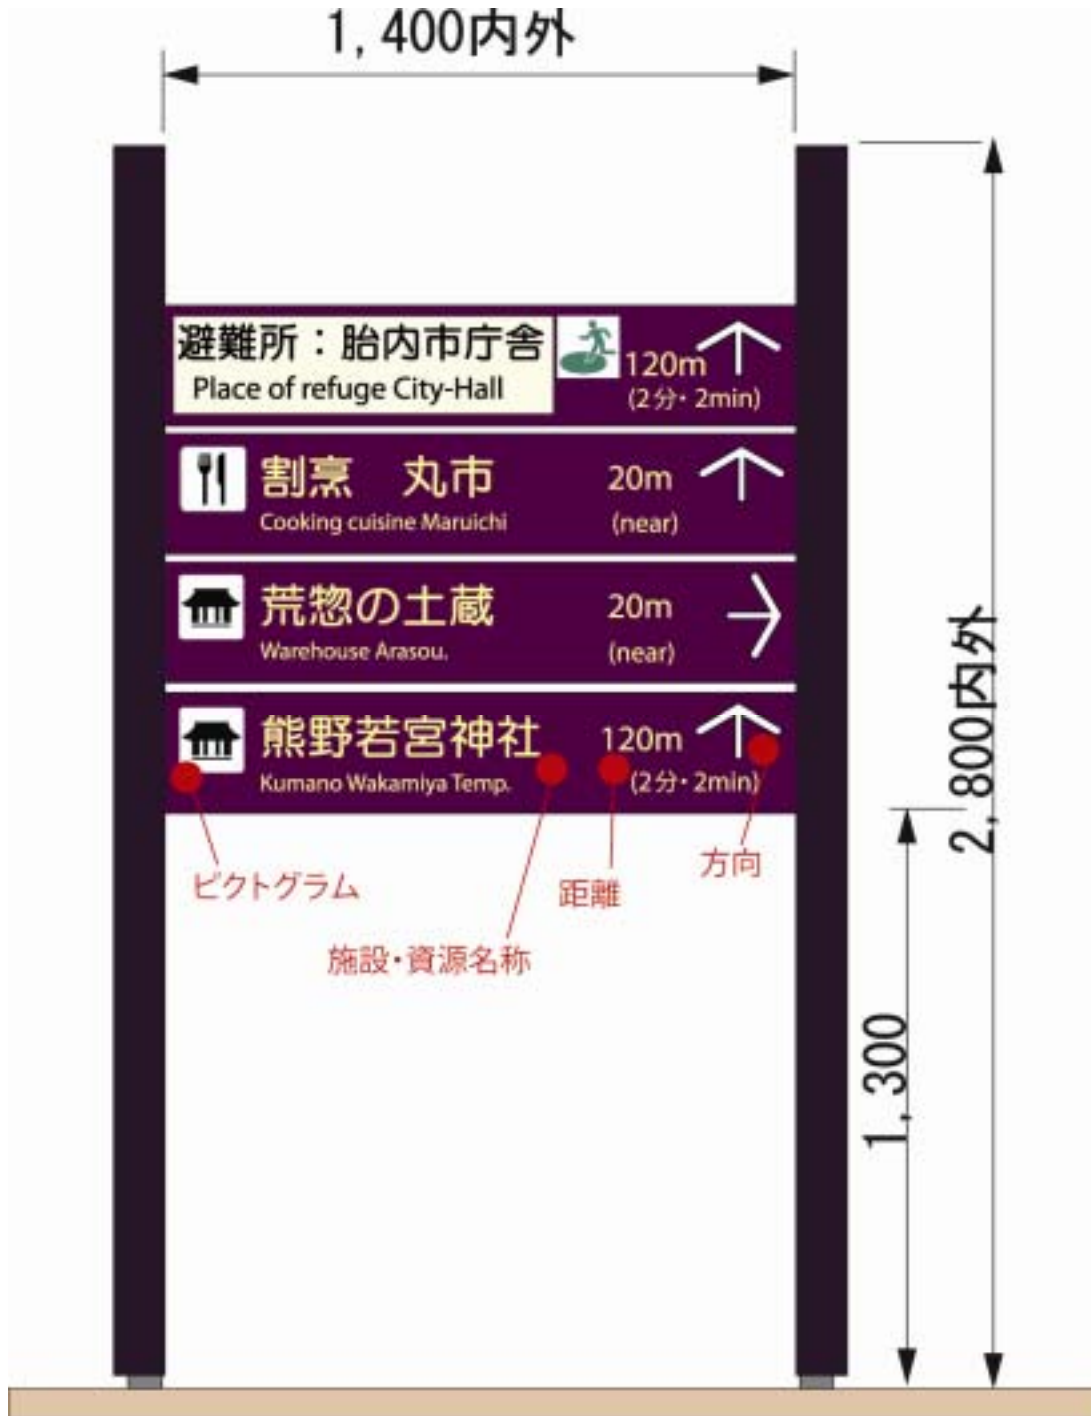 1,400内外
避難所：胎内市庁舎
Place of refuge City-Hall
120m
(2分・2min)
割烹　丸市
Cooking cuisine Maruichi
20m
(near)
荒惣の土蔵
Warehouse Arasou.
20m
(near)
熊野若宮神社
Kumano Wakamiya Temp.
120m
(2分・2min)
ピクトグラム
施設・資源名称
距離
方向
1,300
2,800内外